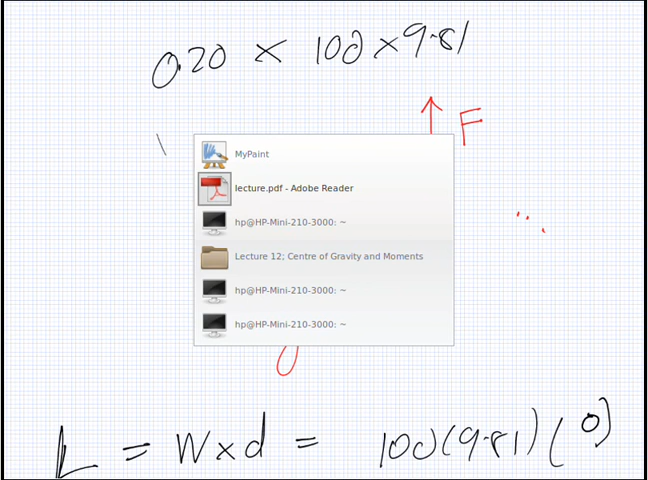 0.20 × 100 × 9.81
F
MyPaint
lecture.pdf - Adobe Reader
hp@HP-Mini-210-3000: ~
Lecture 12; Centre of Gravity and Moments
hp@HP-Mini-210-3000: ~
hp@HP-Mini-210-3000: ~
= W×d = 100(9.81)(0)